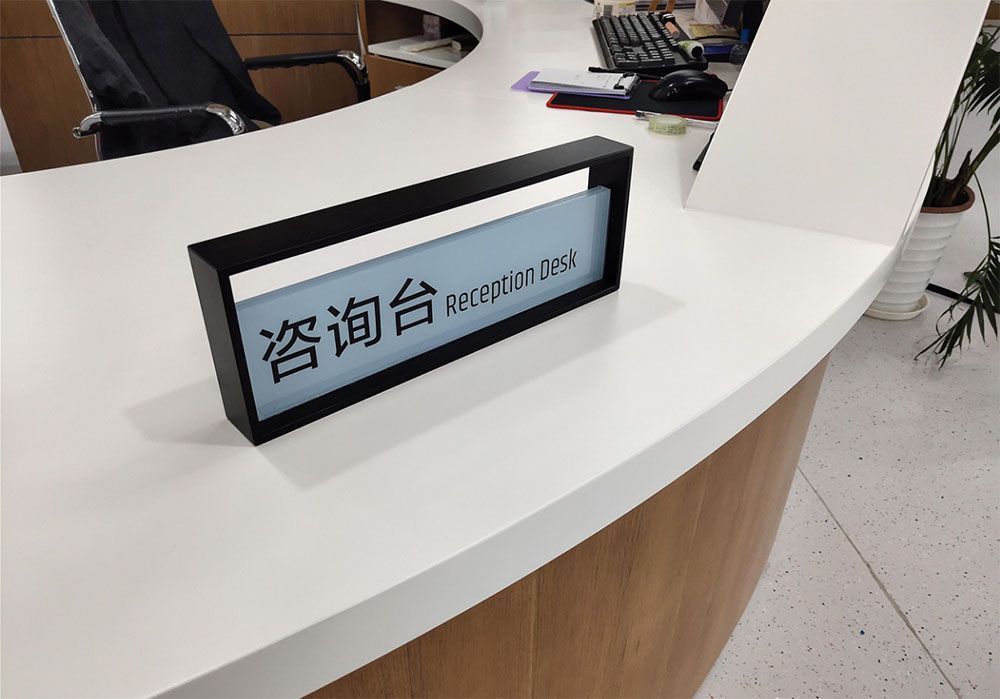 咨询台 Reception Desk